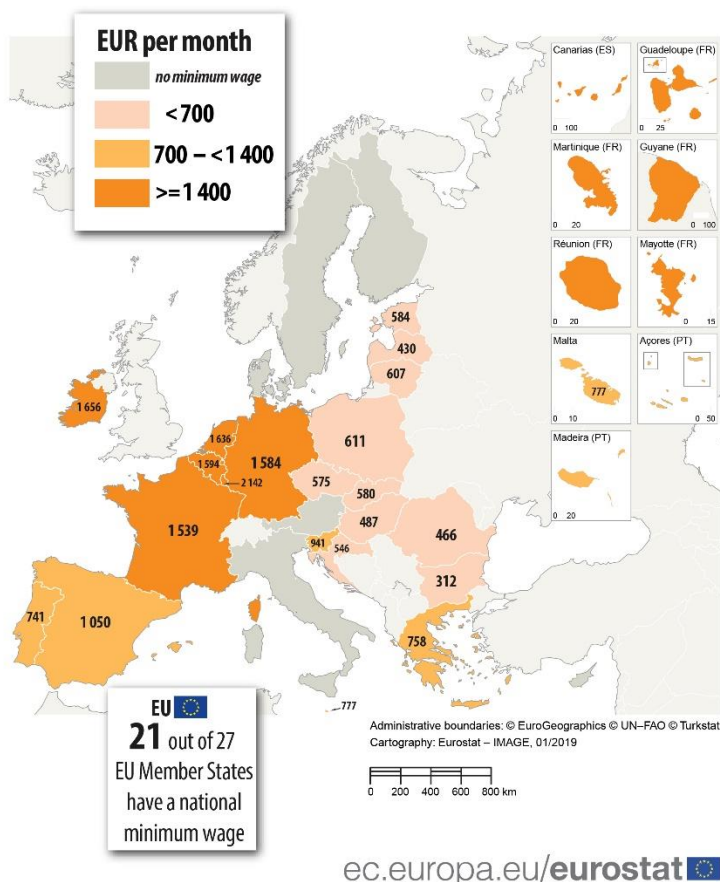 EUR per month
no minimum wage
<700
700 – <1 400
>=1 400
Canarias (ES)
0 100
Guadeloupe (FR)
0 25
Martinique (FR)
0 20
Guyane (FR)
0 100
Réunion (FR)
0 20
Mayotte (FR)
0 15
Malta
777
0 10
Açores (PT)
0 50
Madeira (PT)
0 20
584
430
607
1 656
1 636
1 594
2 142
1 584
611
575
580
487
466
1 539
941
546
312
741
1 050
758
777
EU
21 out of 27
EU Member States
have a national
minimum wage
Administrative boundaries: © EuroGeographics © UN–FAO © Turkstat
Cartography: Eurostat – IMAGE, 01/2019
0 200 400 600 800 km
ec.europa.eu/eurostat